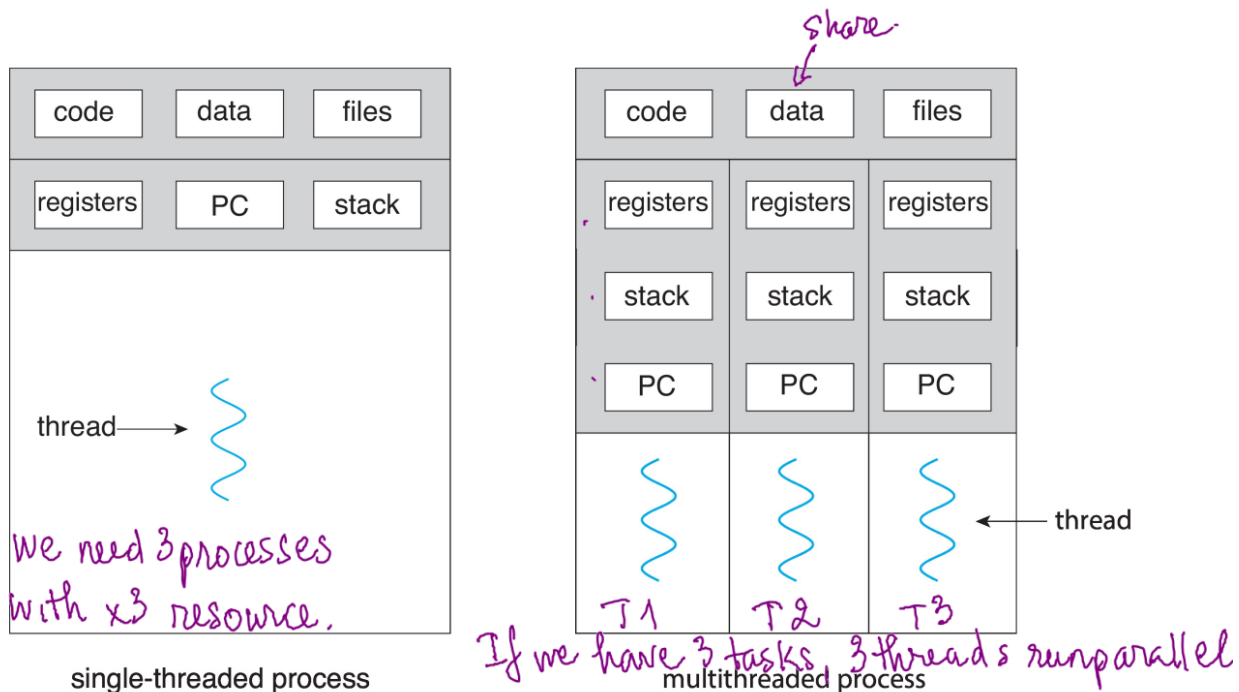 share.
code data files
code data files
registers PC stack
registers registers registers
stack stack stack
PC PC PC
thread
thread
we need 3 processes
with x3 resource.
T1 T2 T3
If we have 3 tasks, 3 threads run parallel
single-threaded process
multithreaded process